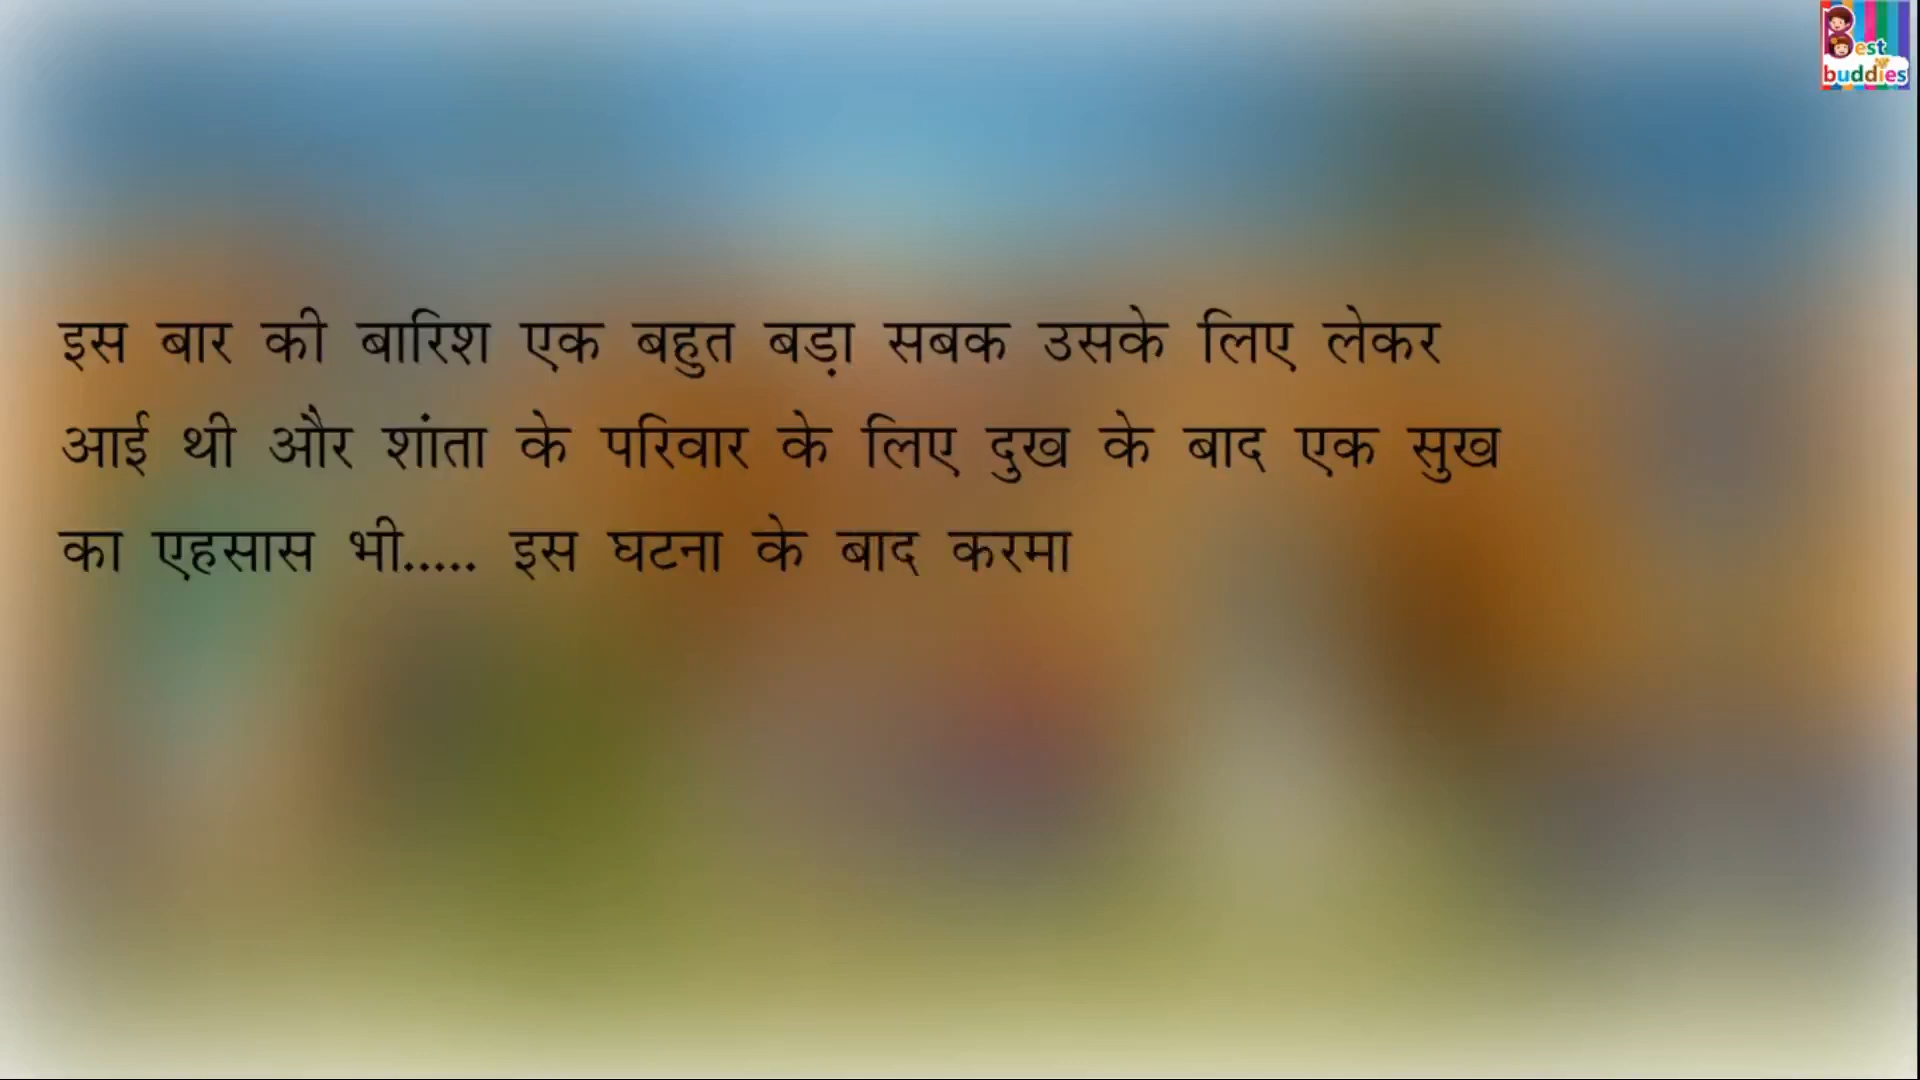 Best
buddies
इस बार की बारिश एक बहुत बड़ा सबक उसके लिए लेकर
आई थी और शांता के परिवार के लिए दुख के बाद एक सुख
का एहसास भी..... इस घटना के बाद करमा